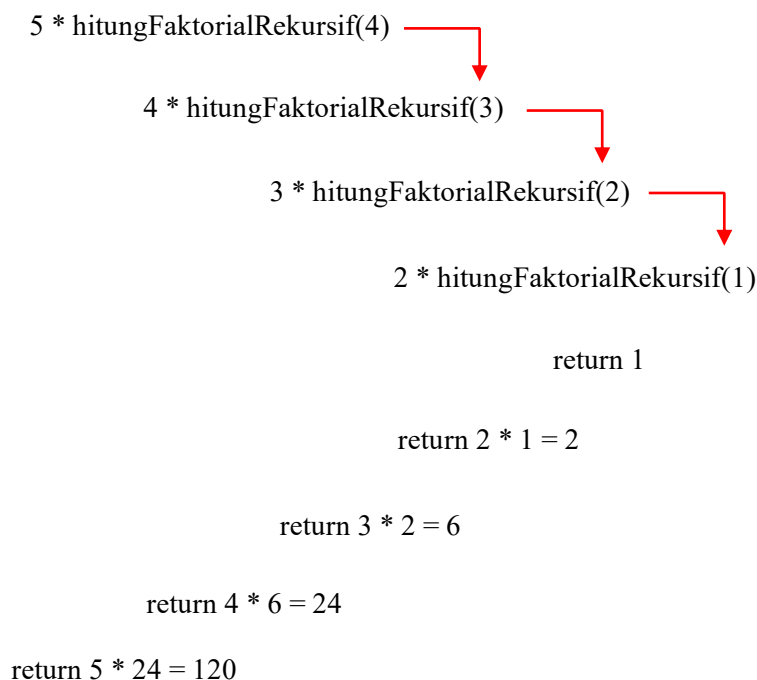 5 * hitungFaktorialRekursif(4)
4 * hitungFaktorialRekursif(3)
3 * hitungFaktorialRekursif(2)
2 * hitungFaktorialRekursif(1)
return 1
return 2 * 1 = 2
return 3 * 2 = 6
return 4 * 6 = 24
return 5 * 24 = 120